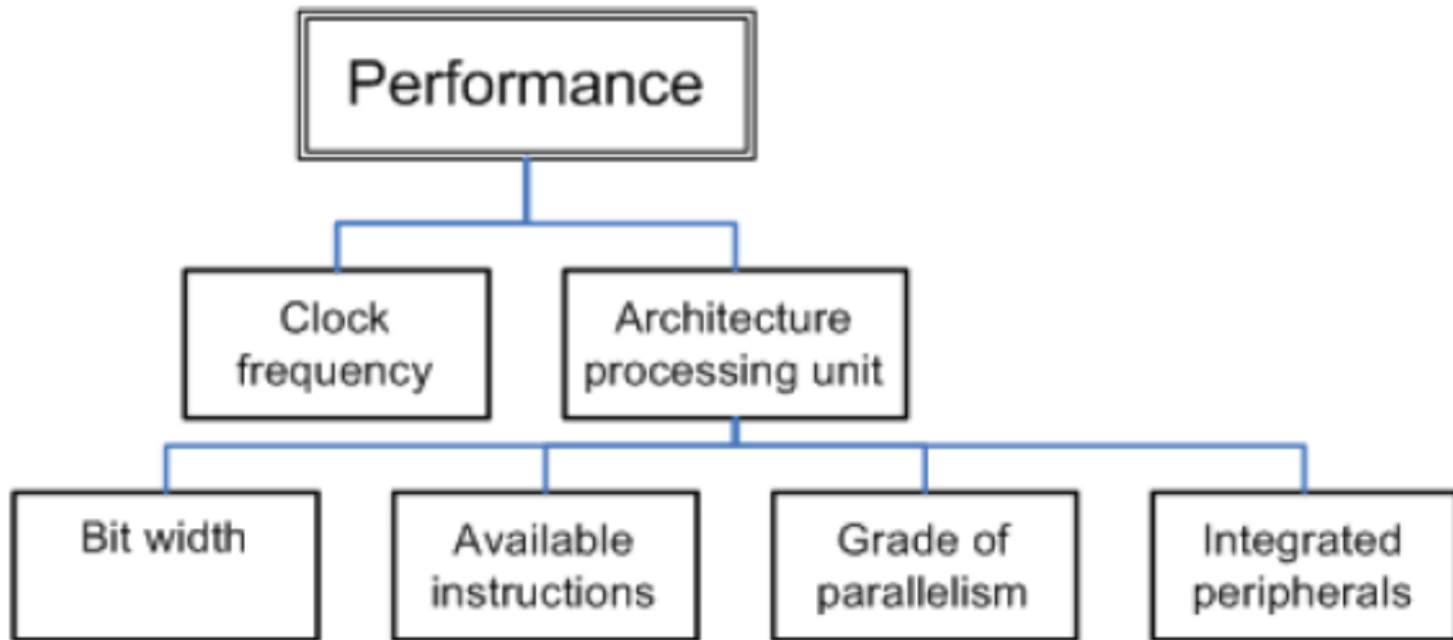 Performance
Clock
frequency
Architecture
processing unit
Bit width
Available
instructions
Grade of
parallelism
Integrated
peripherals